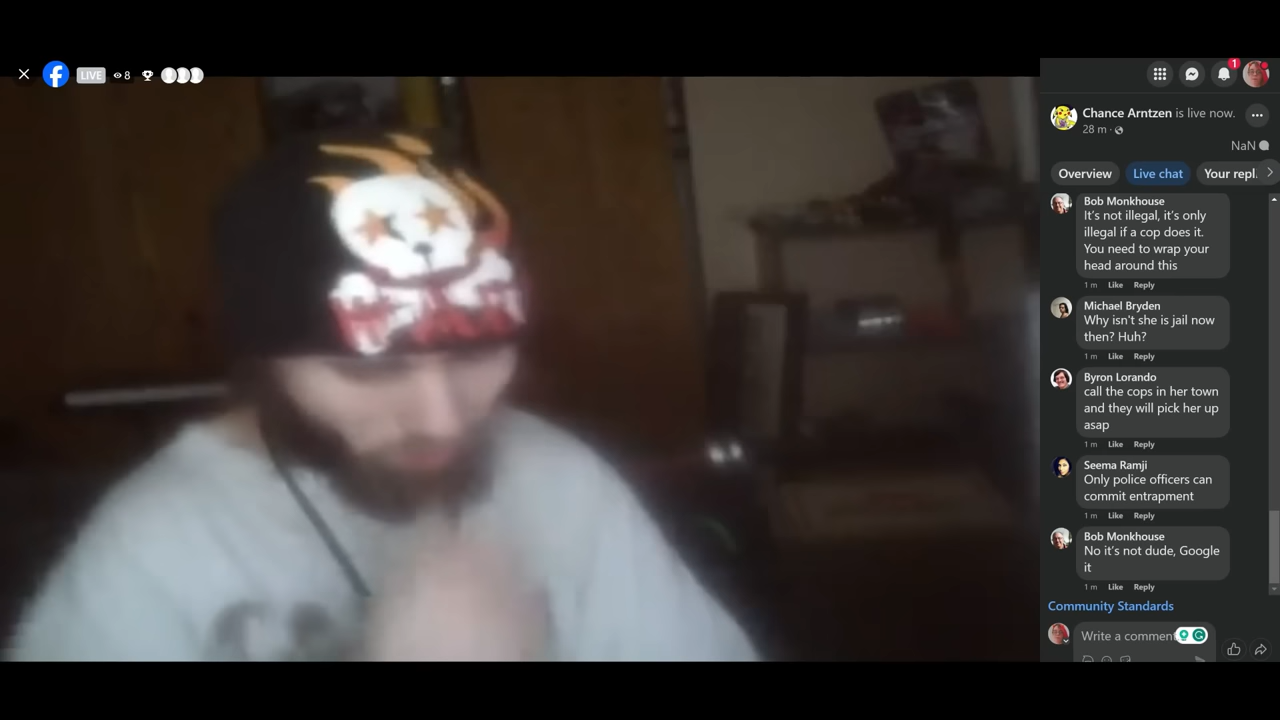 LIVE
8
1
Chance Arntzen is live now.
28 m ·
NaN
Overview
Live chat
Your repl
Bob Monkhouse
It's not illegal, it's only
illegal if a cop does it.
You need to wrap your
head around this
1 m Like Reply
Michael Bryden
Why isn't she is jail now
then? Huh?
1 m Like Reply
Byron Lorando
call the cops in her town
and they will pick her up
asap
1 m Like Reply
Seema Ramji
Only police officers can
commit entrapment
1 m Like Reply
Bob Monkhouse
No it's not dude, Google
it
1 m Like Reply
Community Standards
Write a comment